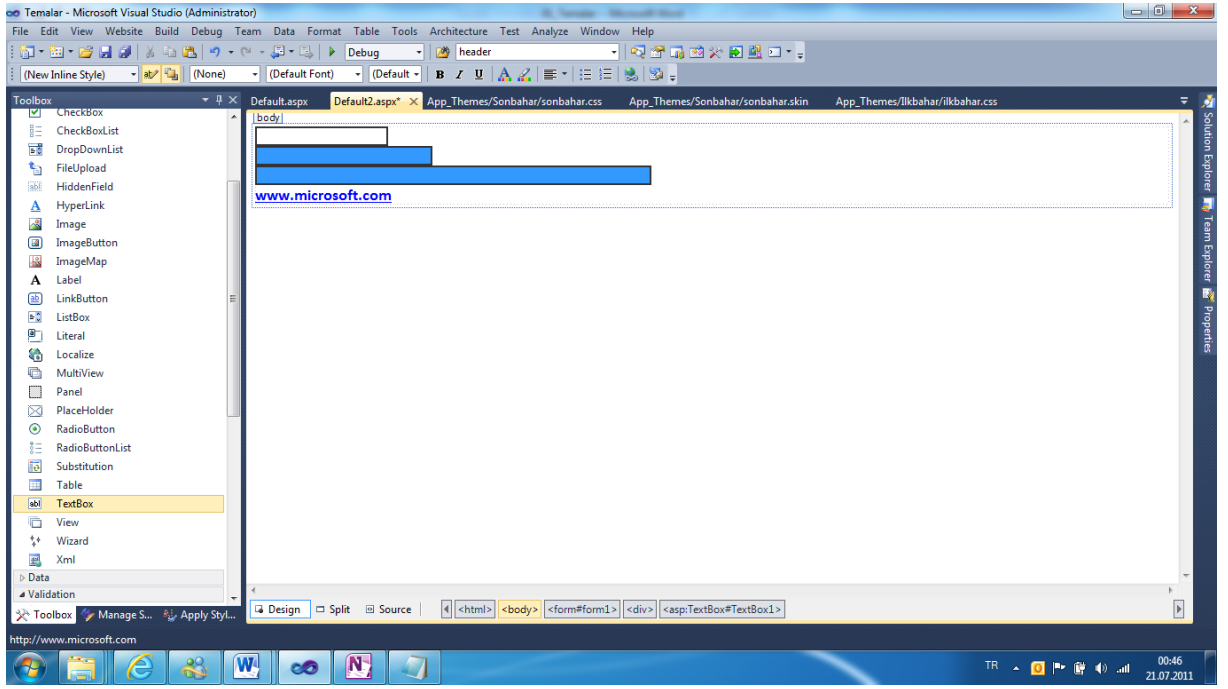 Temalar - Microsoft Visual Studio (Administrator)
File Edit View Website Build Debug Team Data Format Table Tools Architecture Test Analyze Window Help
Debug header
(New Inline Style) (None) (Default Font) (Default B I U A
Toolbox
Default.aspx Default2.aspx* App_Themes/Sonbahar/sonbahar.css App_Themes/Sonbahar/sonbahar.skin App_Themes/Ilkbahar/ilkbahar.css
CheckBox
CheckBoxList
DropDownList
FileUpload
HiddenField
HyperLink
Image
ImageButton
ImageMap
Label
LinkButton
ListBox
Literal
Localize
MultiView
Panel
PlaceHolder
RadioButton
RadioButtonList
Substitution
Table
TextBox
View
Wizard
Xml
Data
Validation
body
www.microsoft.com
Solution Explorer
Team Explorer
Properties
Toolbox Manage S... Apply Styl...
Design Split Source <html> <body> <form#form1> <div> <asp:TextBox#TextBox1>
http://www.microsoft.com
TR 00:46
21.07.2011